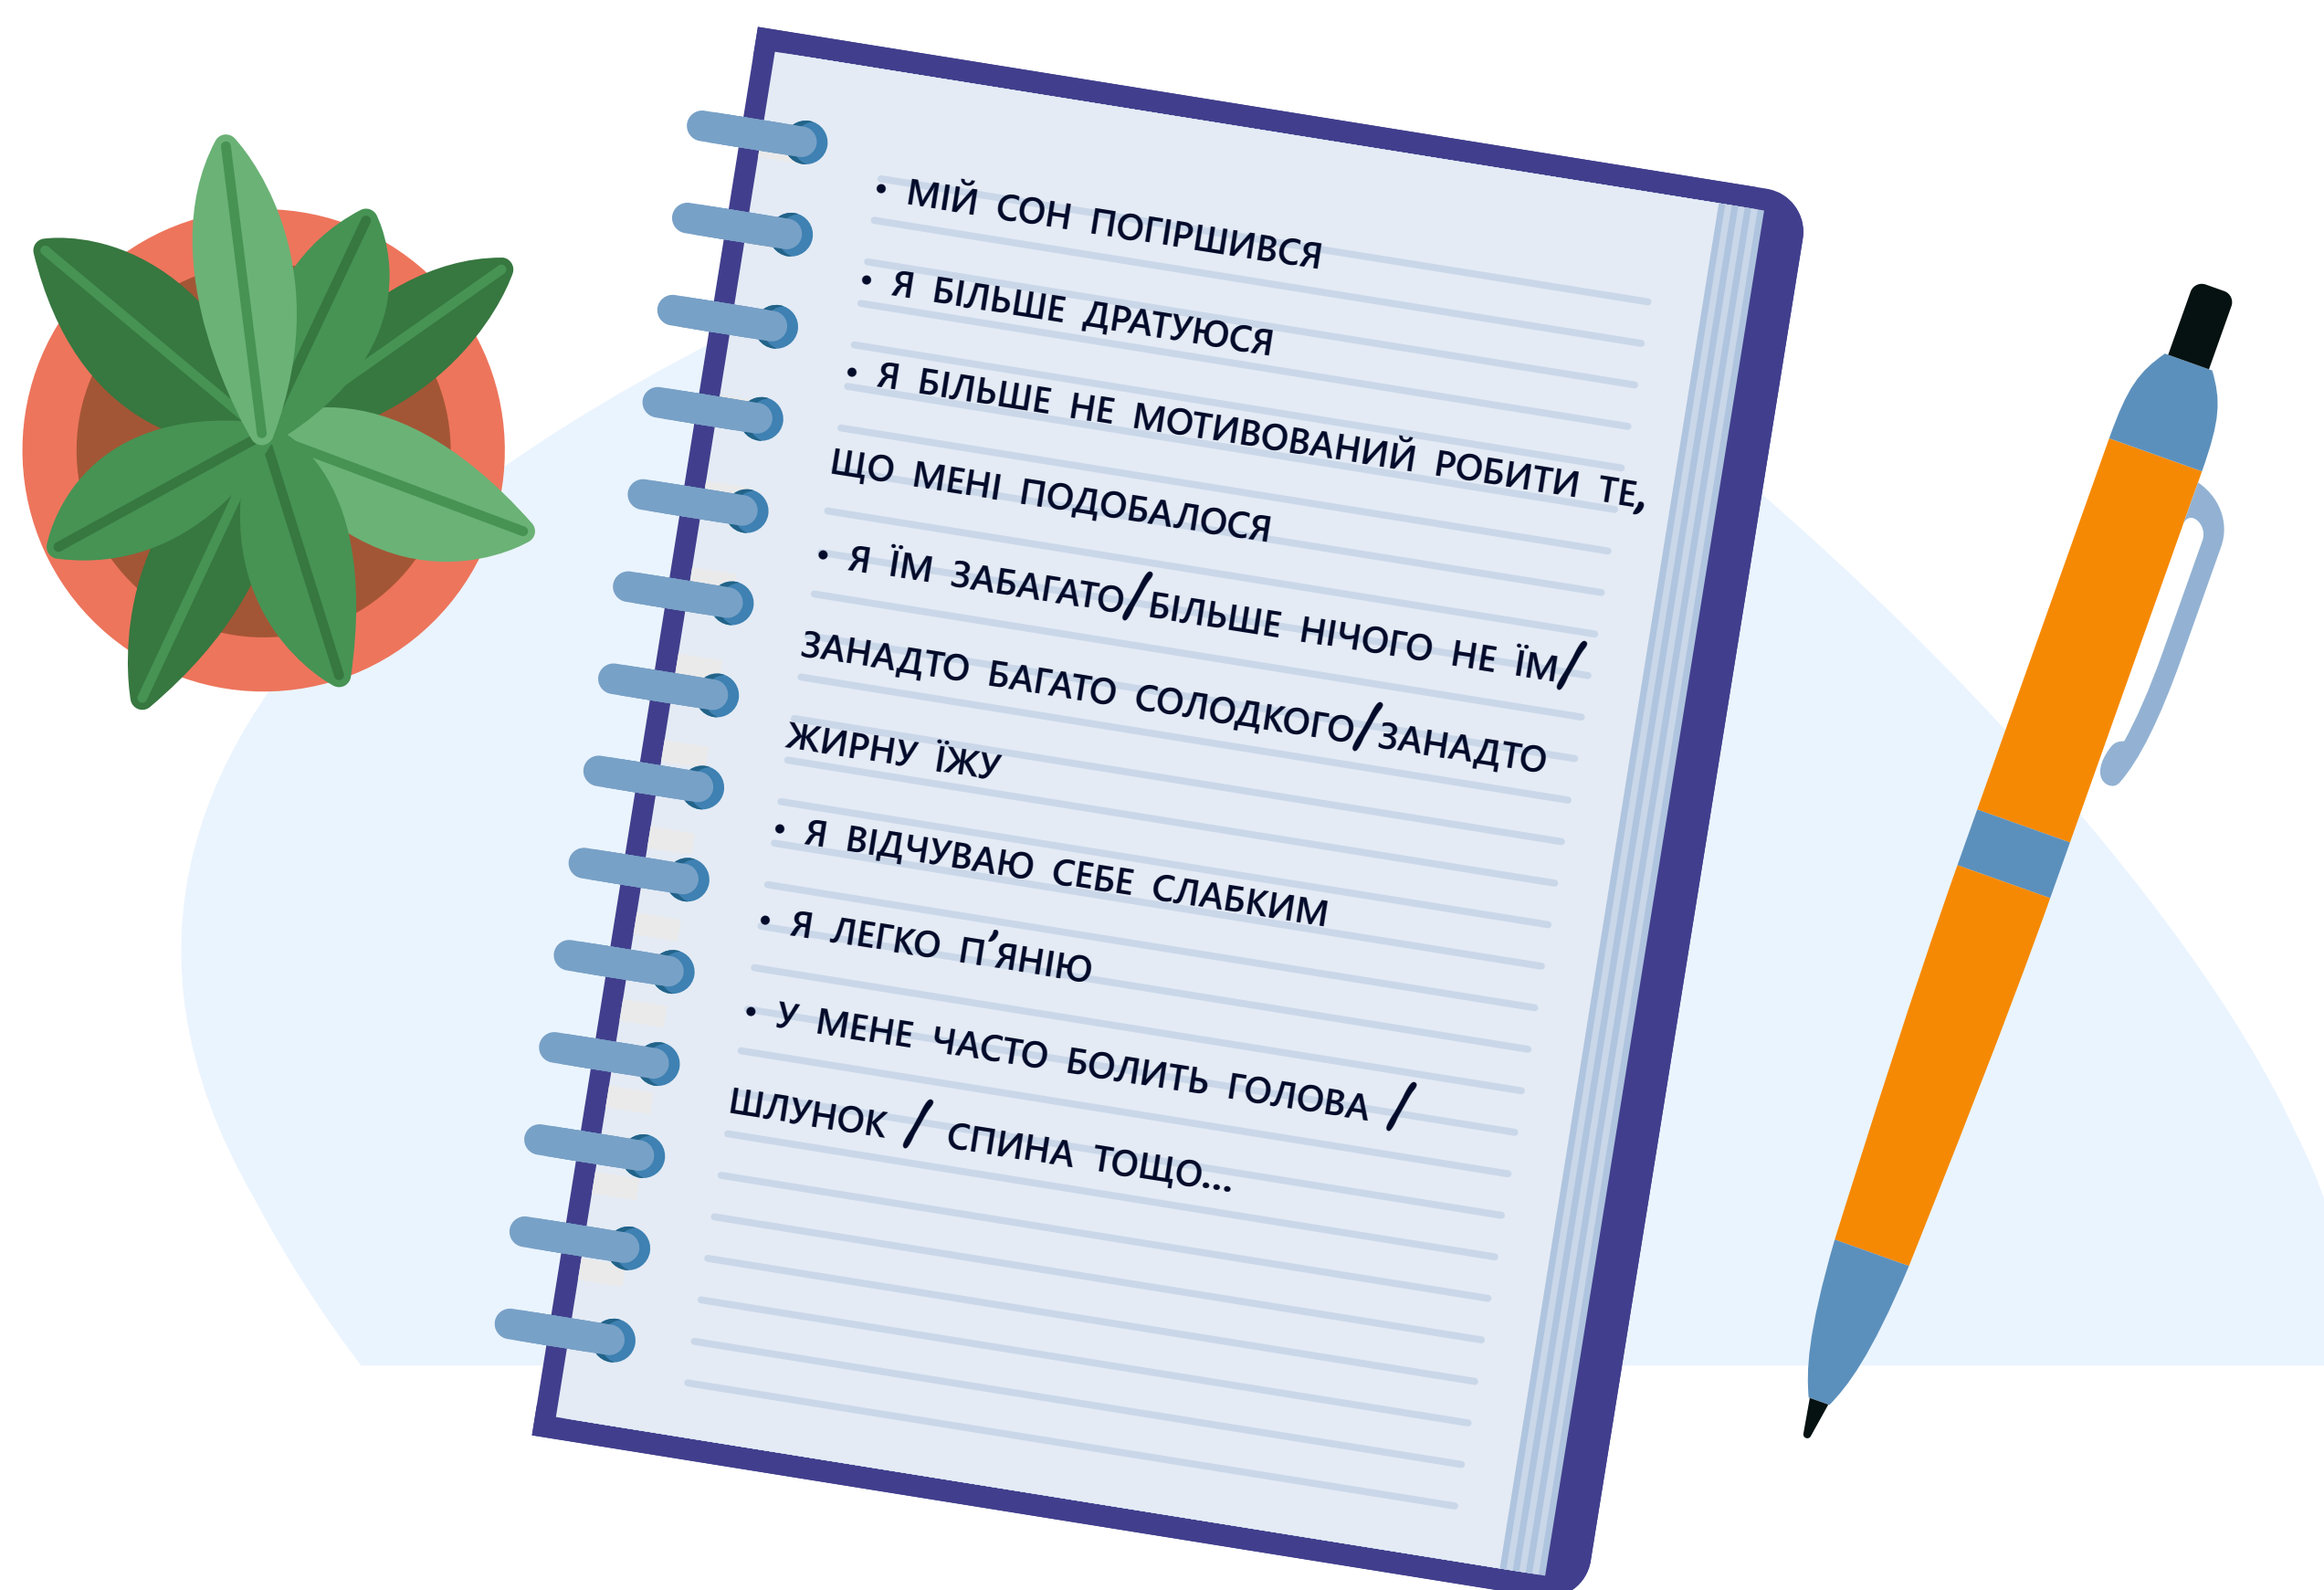 • МІЙ СОН ПОГІРШИВСЯ
• Я БІЛЬШЕ ДРАТУЮСЯ
• Я БІЛЬШЕ НЕ МОТИВОВАНИЙ РОБИТИ ТЕ,
ЩО МЕНІ ПОДОБАЛОСЯ
• Я ЇМ ЗАБАГАТО/БІЛЬШЕ НІЧОГО НЕ ЇМ/
ЗАНАДТО БАГАТО СОЛОДКОГО/ЗАНАДТО
ЖИРНУ ЇЖУ
• Я ВІДЧУВАЮ СЕБЕ СЛАБКИМ
• Я ЛЕГКО П’ЯНІЮ
• У МЕНЕ ЧАСТО БОЛИТЬ ГОЛОВА /
ШЛУНОК / СПИНА ТОЩО...